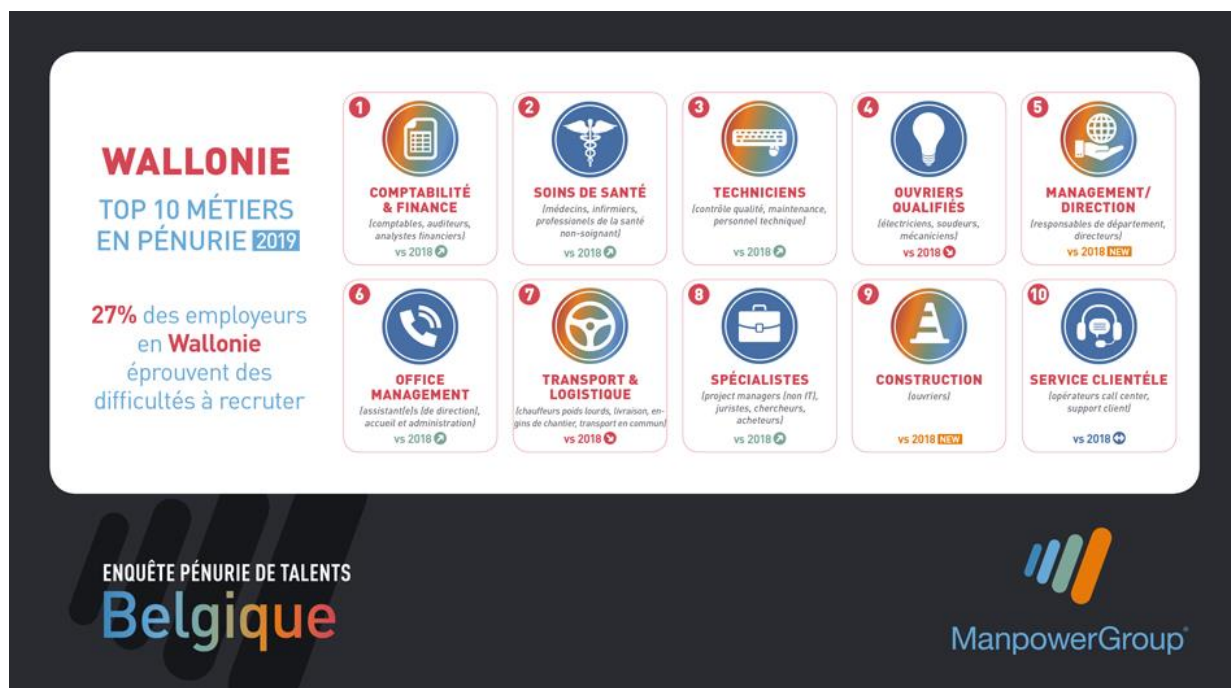 WALLONIE
TOP 10 MÉTIERS
EN PÉNURIE 2019
27% des employeurs
en Wallonie
éprouvent des
difficultés à recruter
1
COMPTABILITÉ
& FINANCE
(comptables, auditeurs,
analystes financiers)
vs 2018
2
SOINS DE SANTÉ
(médecins, infirmiers,
professionels de la santé
non-soignant)
vs 2018
3
TECHNICIENS
(contrôle qualité, maintenance,
personnel technique)
vs 2018
4
OUVRIERS
QUALIFIÉS
(électriciens, soudeurs,
mécaniciens)
vs 2018
5
MANAGEMENT/
DIRECTION
(responsables de département,
directeurs)
vs 2018 NEW
6
OFFICE
MANAGEMENT
(assistant(e)s (de direction),
accueil et administration)
vs 2018
7
TRANSPORT &
LOGISTIQUE
(chauffeurs poids lourds, livraison, en-
gins de chantier, transport en commun)
vs 2018
8
SPÉCIALISTES
(project managers (non IT),
juristes, chercheurs,
acheteurs)
vs 2018
9
CONSTRUCTION
(ouvriers)
vs 2018 NEW
10
SERVICE CLIENTÉLE
(opérateurs call center,
support client)
vs 2018
ENQUÊTE PÉNURIE DE TALENTS
Belgique
ManpowerGroup®